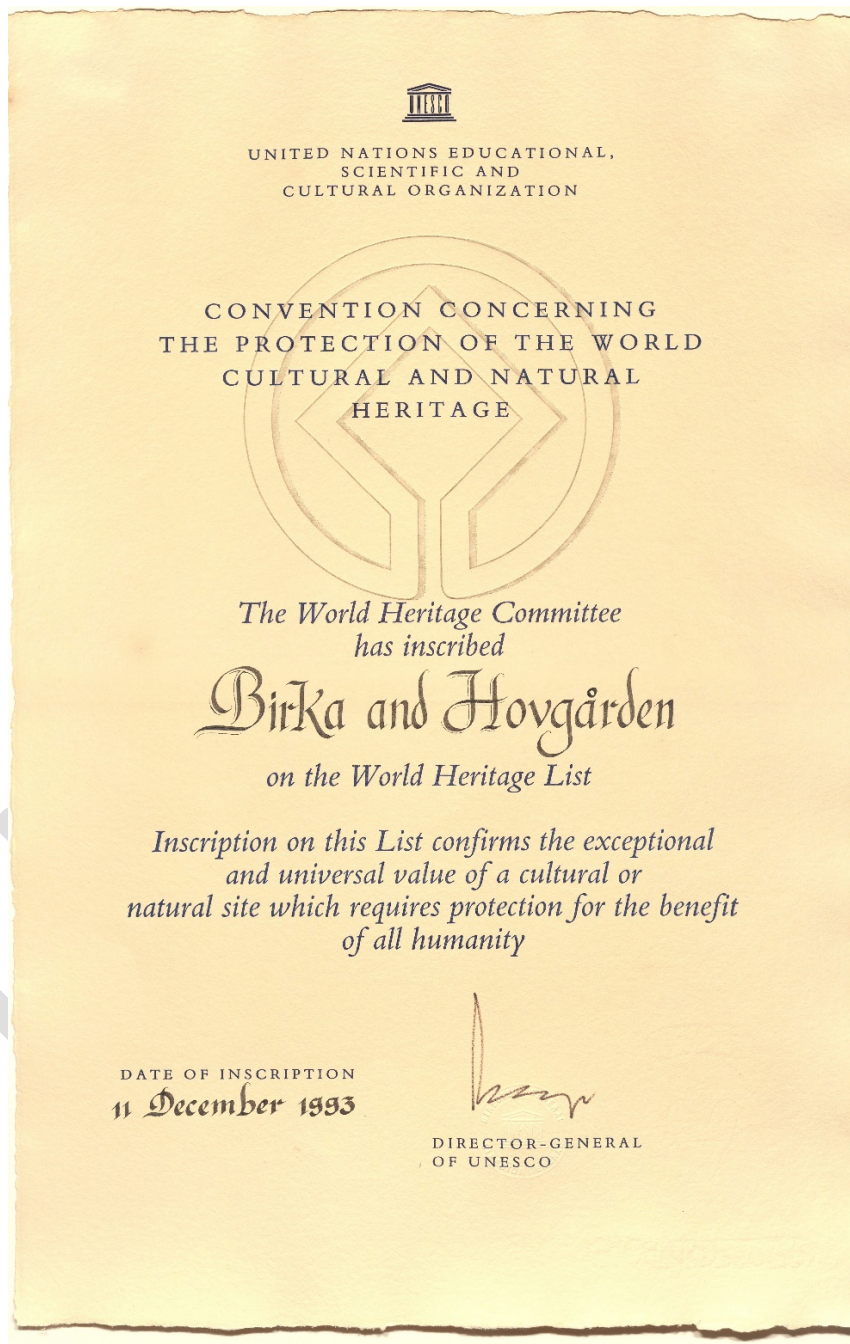 UNESCO
UNITED NATIONS EDUCATIONAL,
SCIENTIFIC AND
CULTURAL ORGANIZATION
CONVENTION CONCERNING
THE PROTECTION OF THE WORLD
CULTURAL AND NATURAL
HERITAGE
The World Heritage Committee
has inscribed
Birka and Hovgården
on the World Heritage List
Inscription on this List confirms the exceptional
and universal value of a cultural or
natural site which requires protection for the benefit
of all humanity
DATE OF INSCRIPTION
11 December 1993
DIRECTOR-GENERAL
OF UNESCO